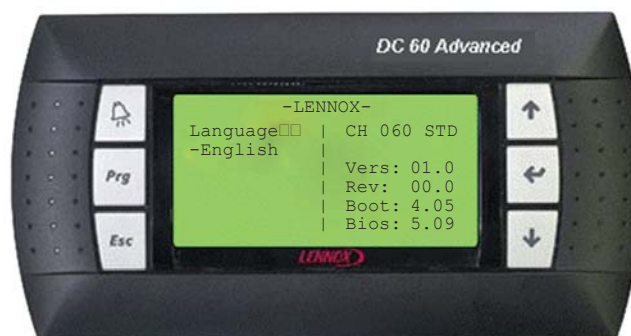 DC 60 Advanced
-LENNOX-
Language□□ | CH 060 STD
-English |
| Vers: 01.0
| Rev: 00.0
| Boot: 4.05
| Bios: 5.09
Prg
Esc
LENNOX